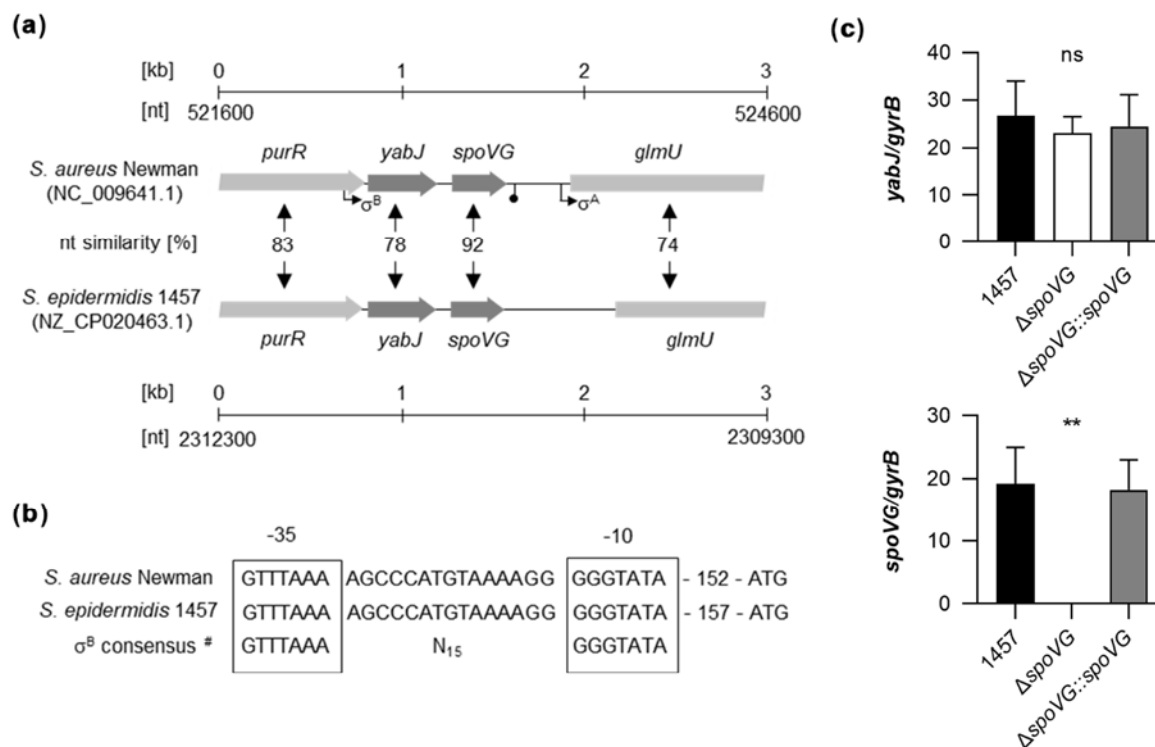 (a)
[kb] 0 1 2 3
[nt] 521600 524600
purR yabJ spoVG glmU
S. aureus Newman
(NC_009641.1)
σB σA
nt similarity [%] 83 78 92 74
S. epidermidis 1457
(NZ_CP020463.1)
purR yabJ spoVG glmU
[kb] 0 1 2 3
[nt] 2312300 2309300
(b)
-35 -10
S. aureus Newman GTTTAAA AGCCCATGTAAAAGG GGGTATA - 152 - ATG
S. epidermidis 1457 GTTTAAA AGCCCATGTAAAAGG GGGTATA - 157 - ATG
σB consensus # GTTTAAA N15 GGGTATA
(c)
yabJ/gyrB
40
30
20
10
0
ns
1457 ΔspoVG ΔspoVG::spoVG
spoVG/gyrB
30
20
10
0
**
1457 ΔspoVG ΔspoVG::spoVG